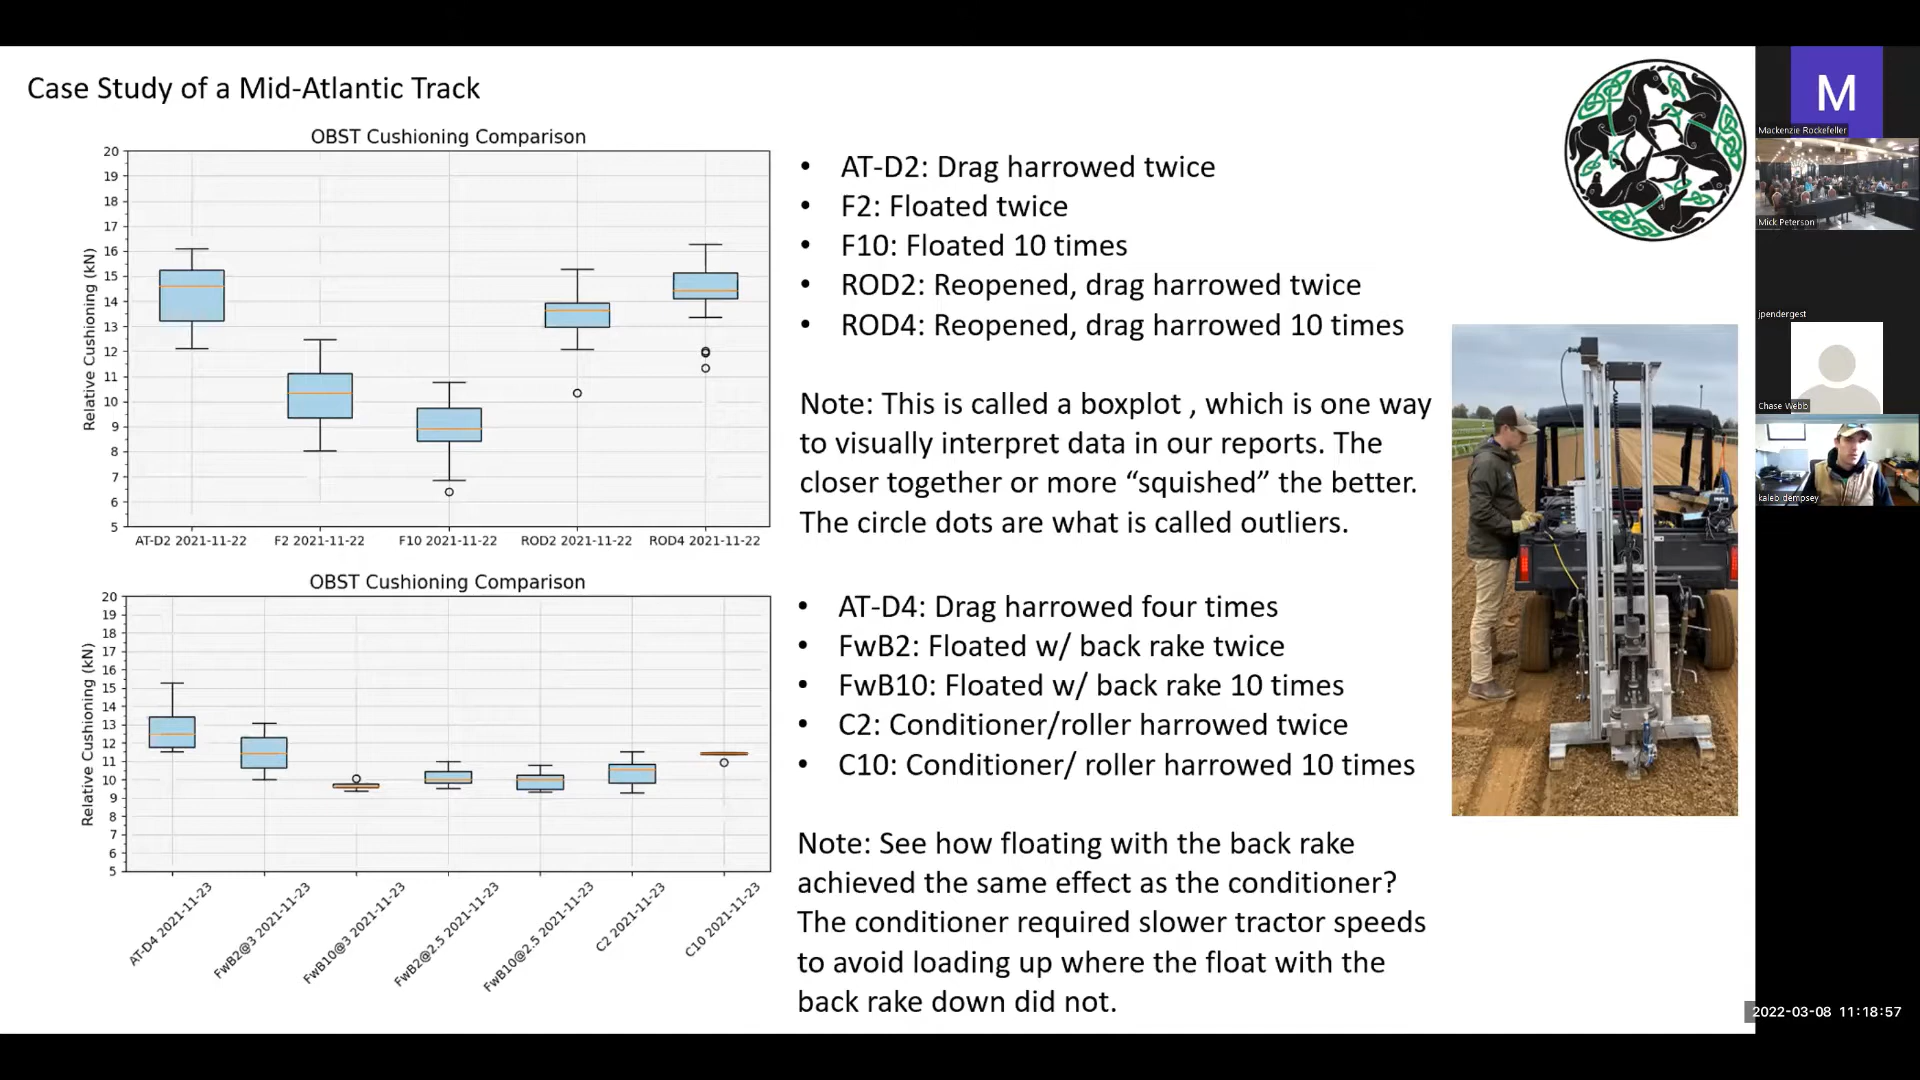 Case Study of a Mid-Atlantic Track
OBST Cushioning Comparison
Relative Cushioning (kN)
20
19
18
17
16
15
14
13
12
11
10
9
8
7
6
5
AT-D2 2021-11-22
F2 2021-11-22
F10 2021-11-22
ROD2 2021-11-22
ROD4 2021-11-22
• AT-D2: Drag harrowed twice
• F2: Floated twice
• F10: Floated 10 times
• ROD2: Reopened, drag harrowed twice
• ROD4: Reopened, drag harrowed 10 times
Note: This is called a boxplot , which is one way
to visually interpret data in our reports. The
closer together or more “squished” the better.
The circle dots are what is called outliers.
OBST Cushioning Comparison
Relative Cushioning (kN)
20
19
18
17
16
15
14
13
12
11
10
9
8
7
6
5
AT-D4 2021-11-23
FwB2@3 2021-11-23
FwB10@3 2021-11-23
FwB2@2.5 2021-11-23
FwB10@2.5 2021-11-23
C2 2021-11-23
C10 2021-11-23
• AT-D4: Drag harrowed four times
• FwB2: Floated w/ back rake twice
• FwB10: Floated w/ back rake 10 times
• C2: Conditioner/roller harrowed twice
• C10: Conditioner/ roller harrowed 10 times
Note: See how floating with the back rake
achieved the same effect as the conditioner?
The conditioner required slower tractor speeds
to avoid loading up where the float with the
back rake down did not.
M
Mackenzie Rockefeller
Mick Peterson
jpendergest
Chase Webb
kaleb dempsey
2022-03-08 11:18:57